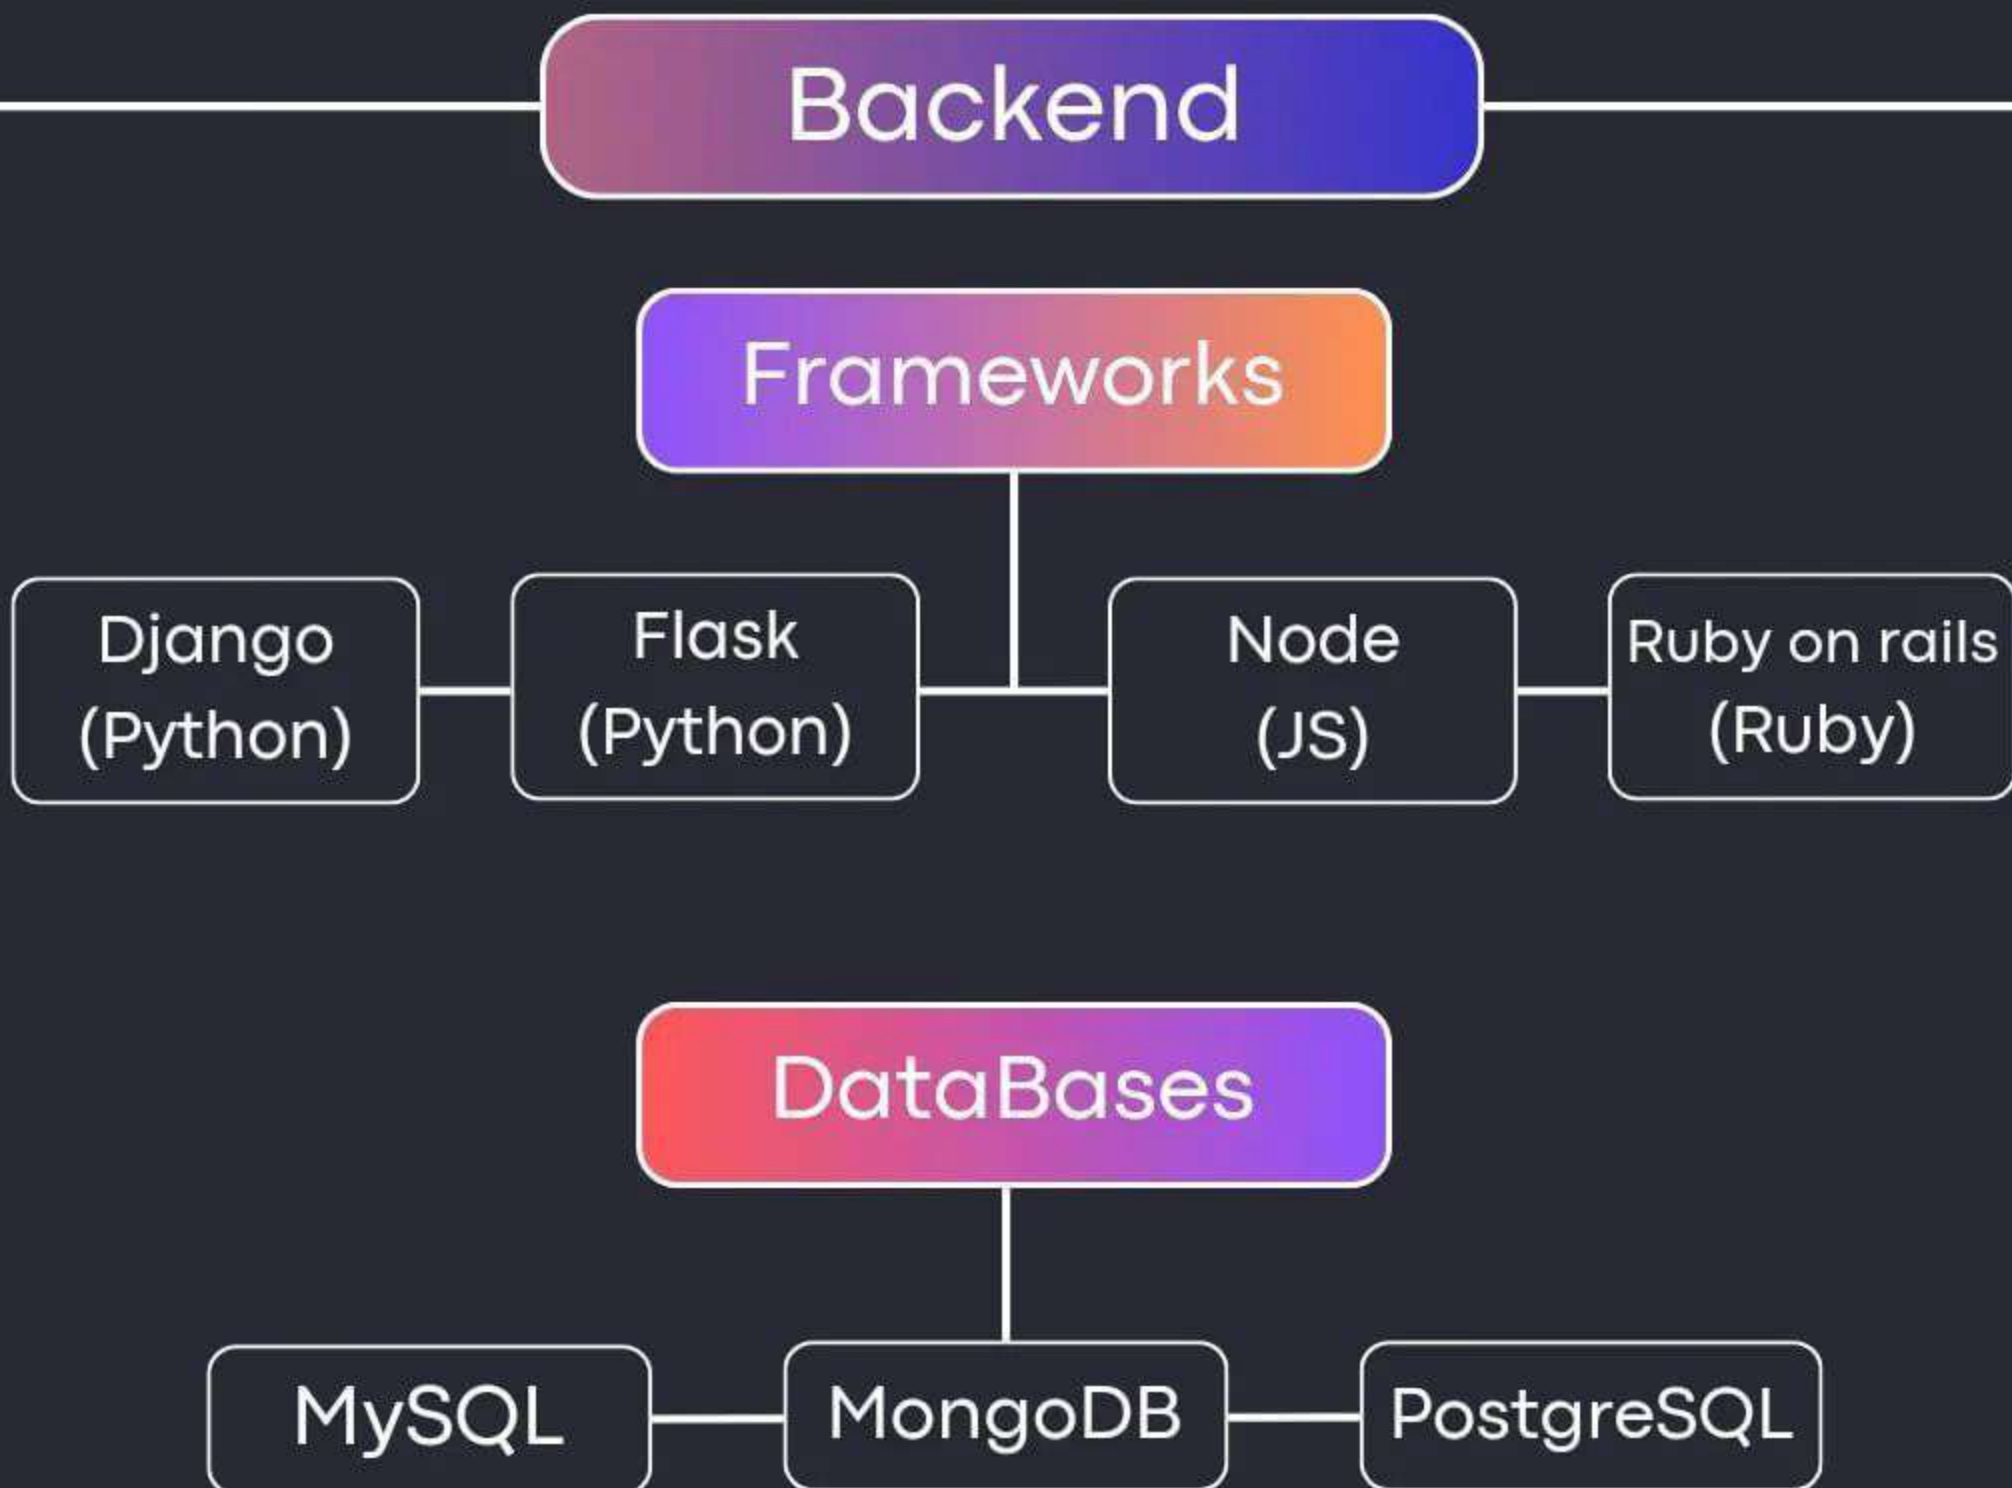 Backend
Frameworks
Django
(Python)
Flask
(Python)
Node
(JS)
Ruby on rails
(Ruby)
DataBases
MySQL
MongoDB
PostgreSQL